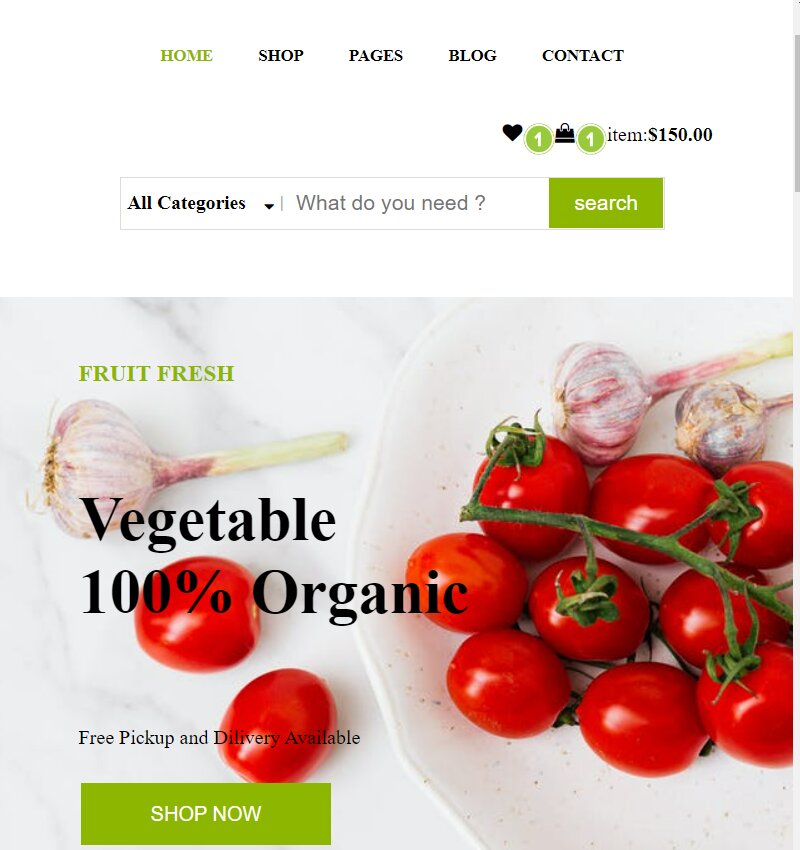 HOME SHOP PAGES BLOG CONTACT
1 1 item:$150.00
All Categories | What do you need ? search
FRUIT FRESH
Vegetable
100% Organic
Free Pickup and Dilivery Available
SHOP NOW